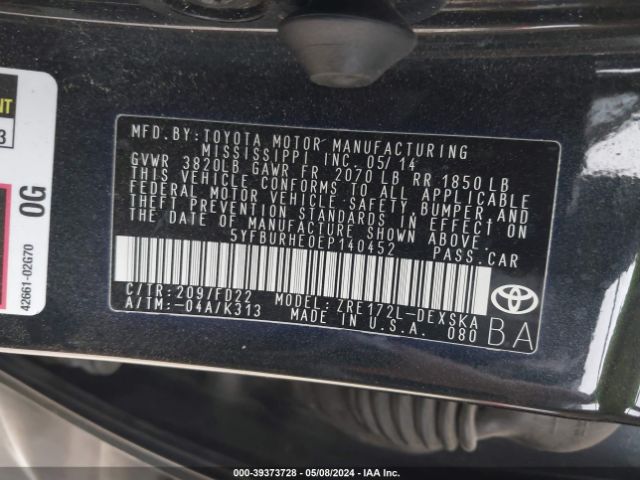 MFD. BY: TOYOTA MOTOR MANUFACTURING
MISSISSIPPI INC. 05/14
GVWR 3820LB GAWR FR 2070 LB RR 1850 LB
THIS VEHICLE CONFORMS TO ALL APPLICABLE
FEDERAL MOTOR VEHICLE SAFETY, BUMPER, AND
THEFT PREVENTION STANDARDS IN EFFECT ON
THE DATE OF MANUFACTURE SHOWN ABOVE.
5YFBURHE0EP140452 PASS. CAR
C/TR: 209/FD22 MODEL: ZRE172L-DEXSKA
A/TM: -04A/K313 MADE IN U.S.A. 080
BA
3
0G
42661-02G70
000-39373728 - 05/08/2024 - IAA Inc.